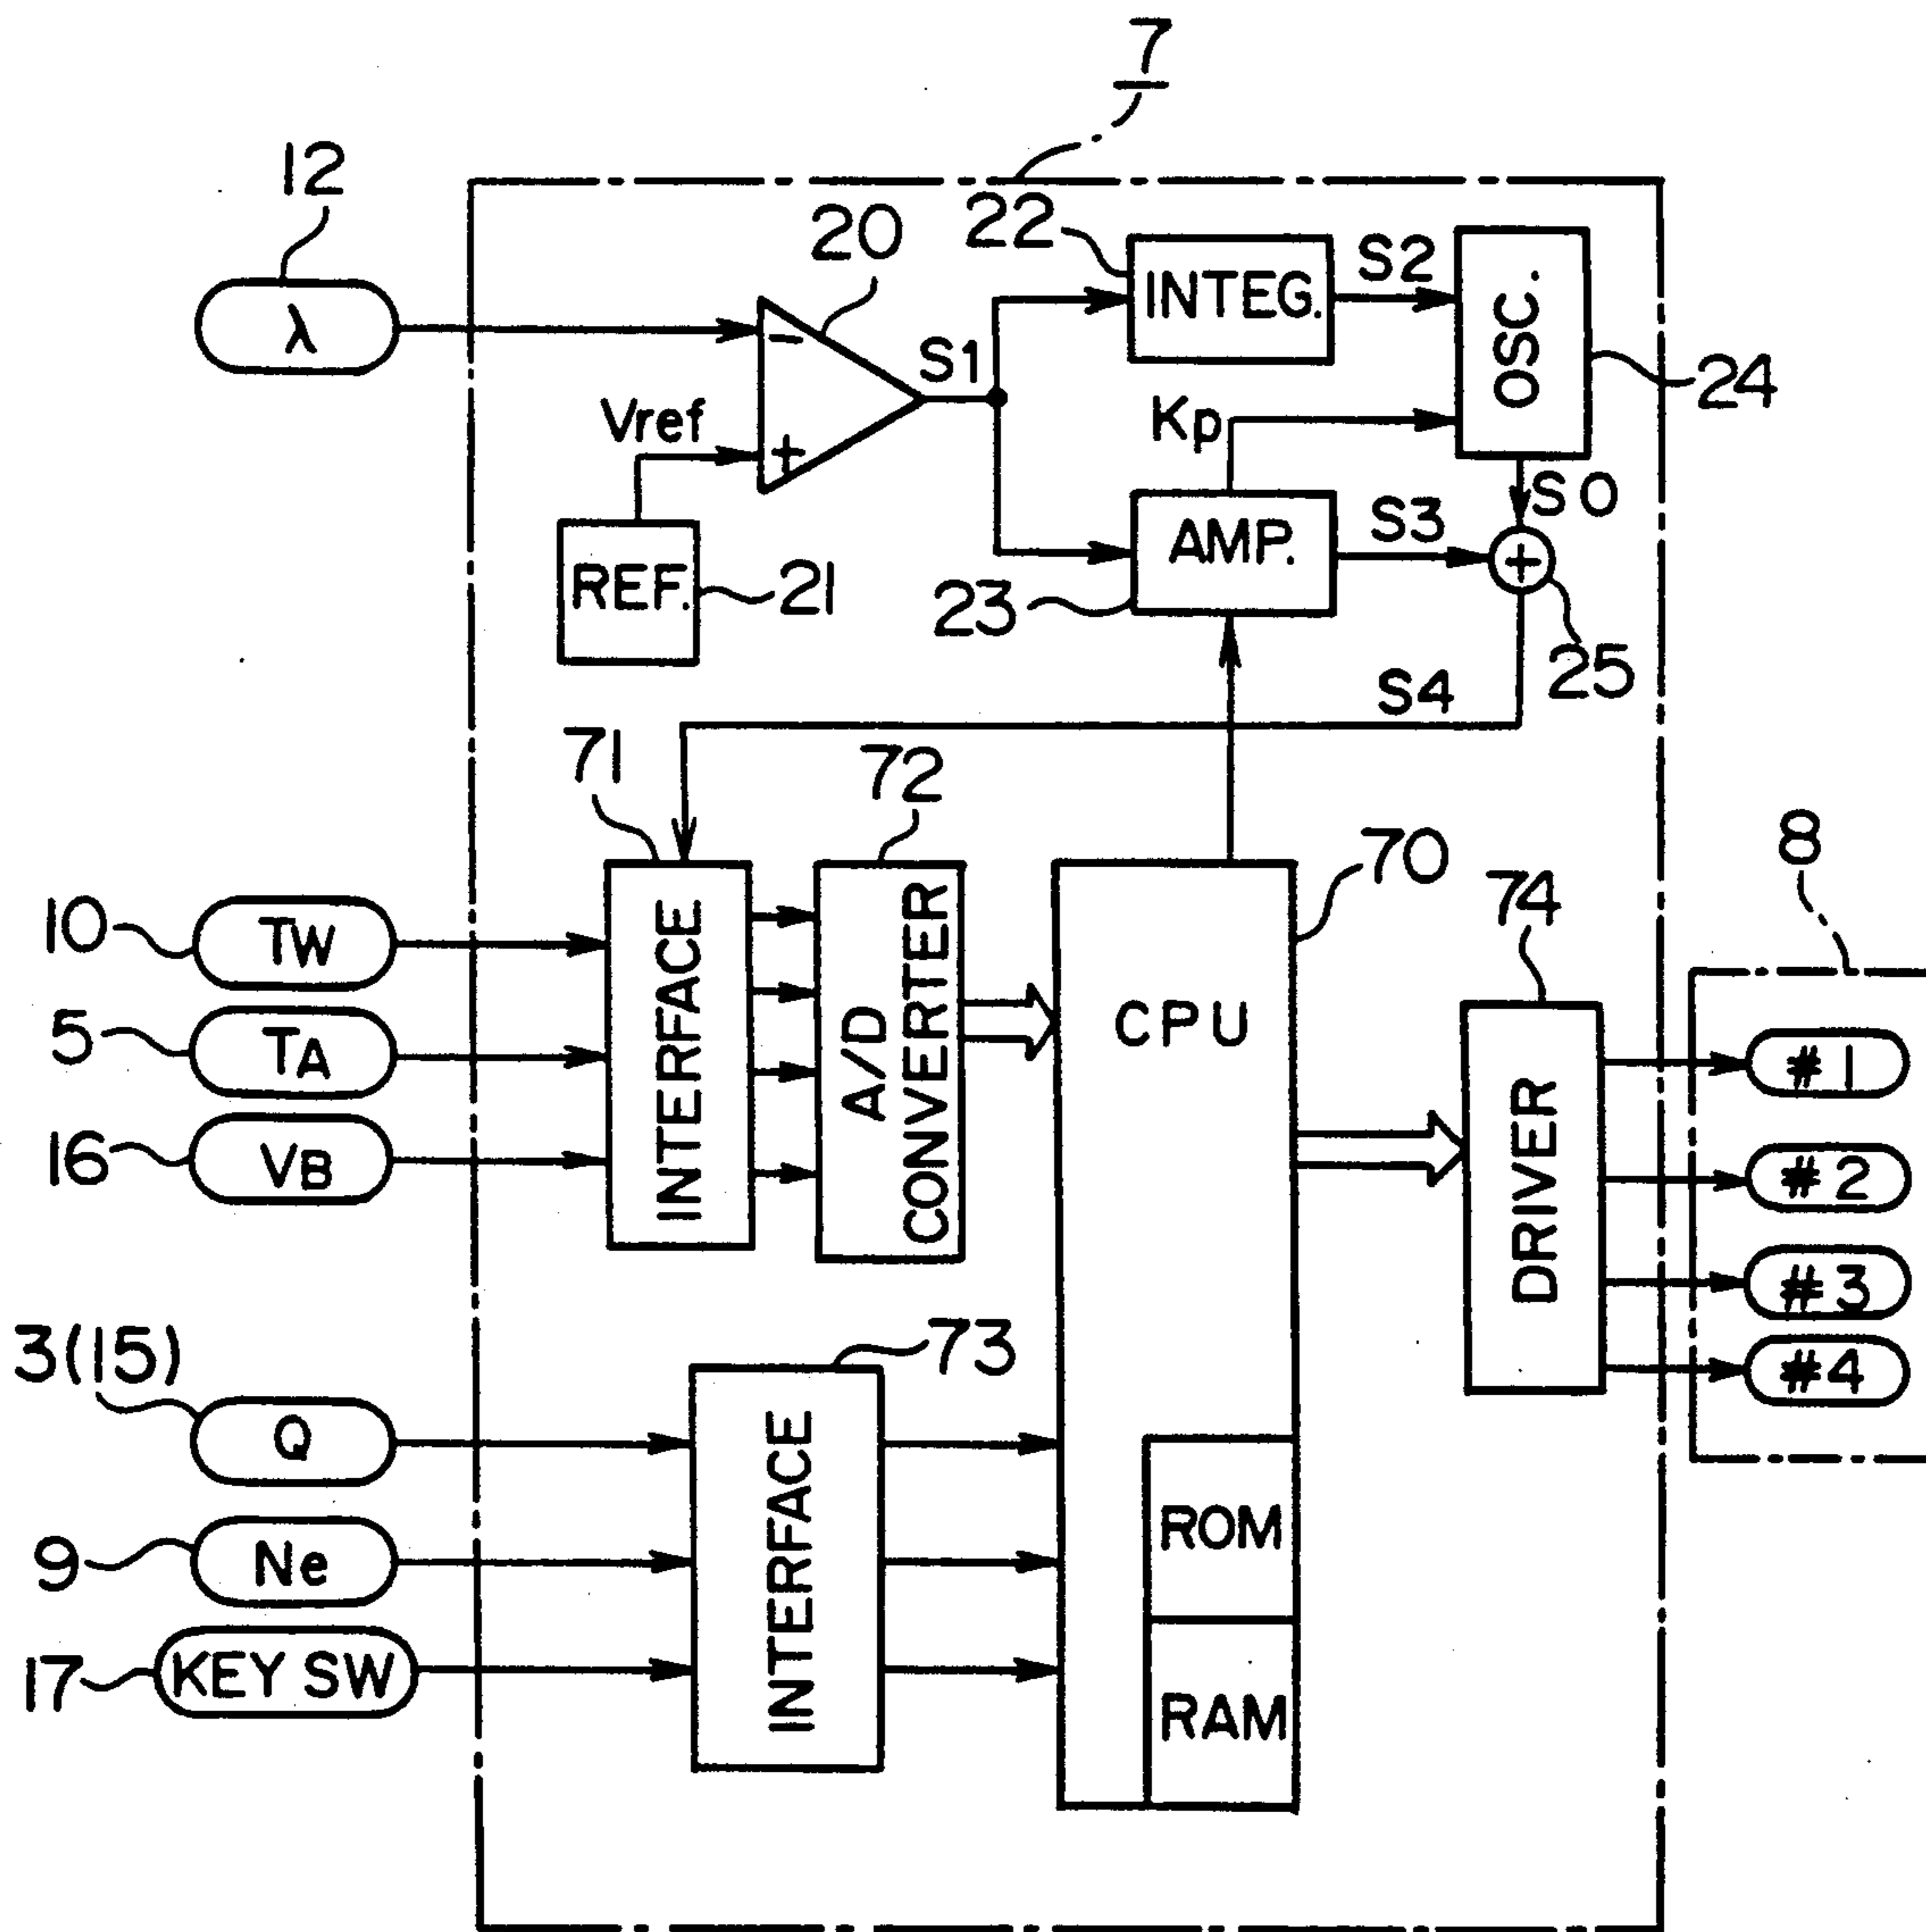 7
12
λ
20
22
INTEG.
S2
OSC.
24
Vref
S1
Kp
REF.
21
AMP.
23
S3
SO
+
25
S4
-
+
71
72
70
74
8
10
TW
5
TA
16
VB
INTERFACE
A/D
CONVERTER
CPU
DRIVER
#1
#2
#3
#4
3(15)
Q
73
9
Ne
17
KEY SW
INTERFACE
ROM
RAM